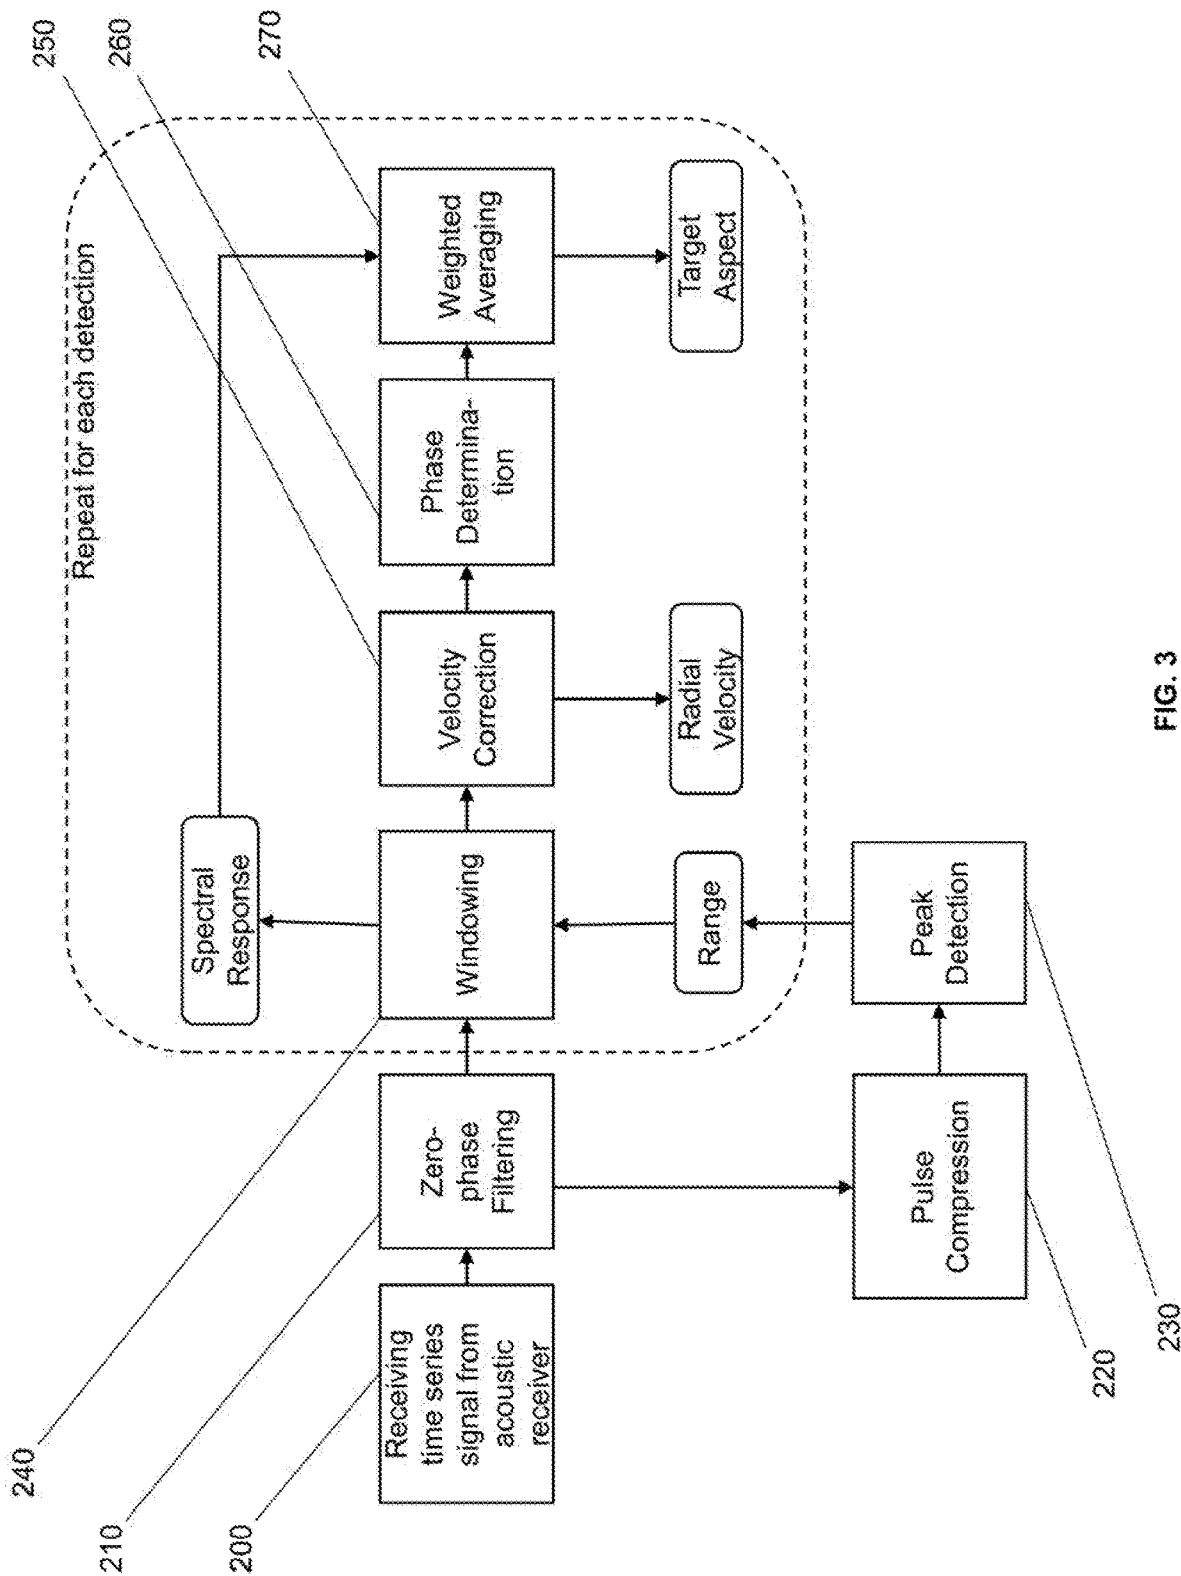 240
210
200
250
260
270
Repeat for each detection
Spectral
Response
Receiving
time series
signal from
acoustic
receiver
Zero-
phase
Filtering
Windowing
Velocity
Correction
Phase
Determina-
tion
Weighted
Averaging
Range
Radial
Velocity
Target
Aspect
Pulse
Compression
Peak
Detection
220
230
FIG. 3